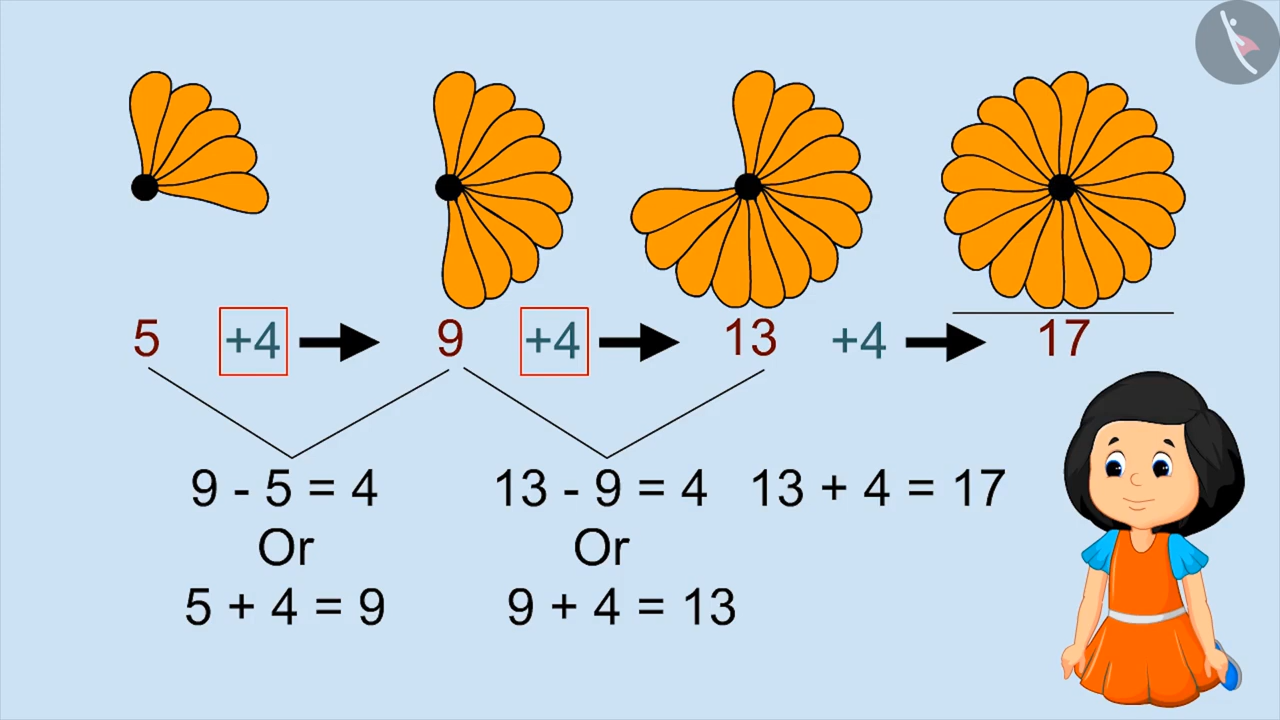 5 +4 9 +4 13 +4 17
9 - 5 = 4 13 - 9 = 4 13 + 4 = 17
Or Or
5 + 4 = 9 9 + 4 = 13